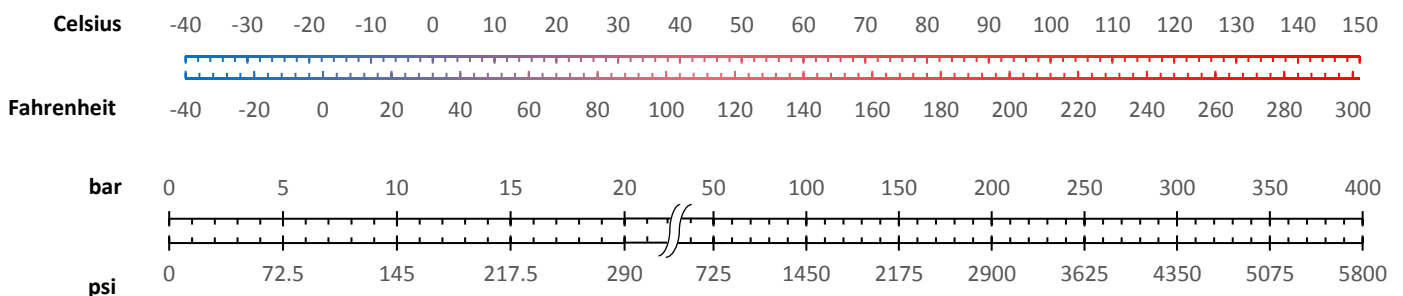 Celsius -40 -30 -20 -10 0 10 20 30 40 50 60 70 80 90 100 110 120 130 140 150
Fahrenheit -40 -20 0 20 40 60 80 100 120 140 160 180 200 220 240 260 280 300
bar 0 5 10 15 20 50 100 150 200 250 300 350 400
psi 0 72.5 145 217.5 290 725 1450 2175 2900 3625 4350 5075 5800